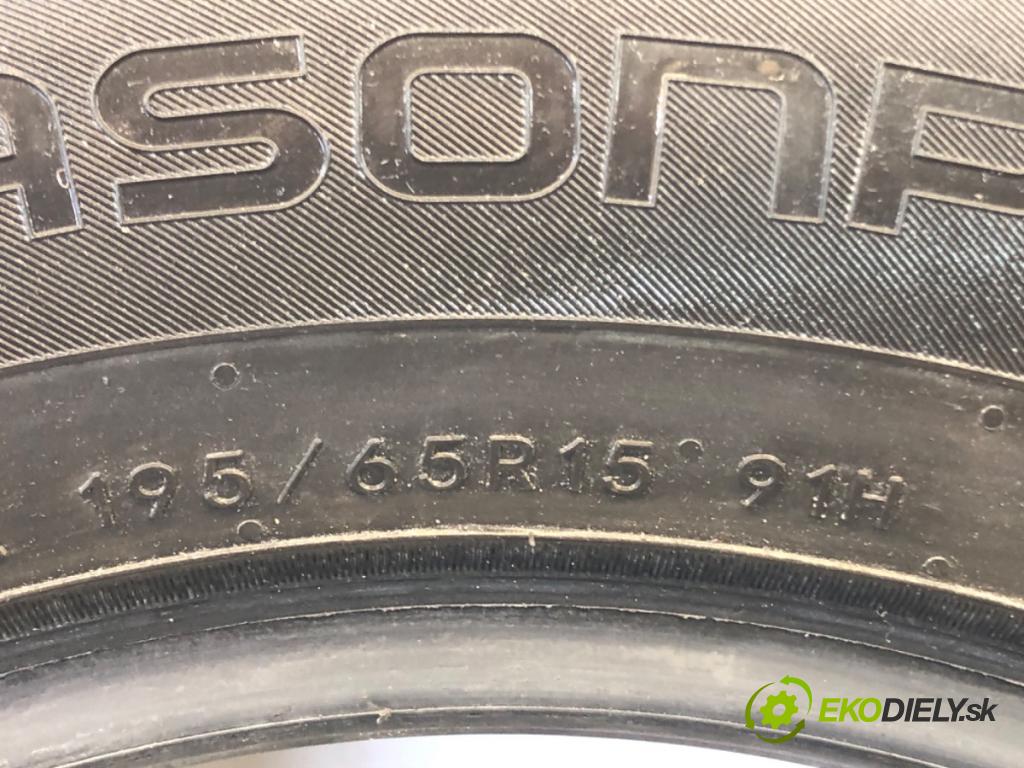 ASONP
195/65R15 91H
EKODIELY.sk